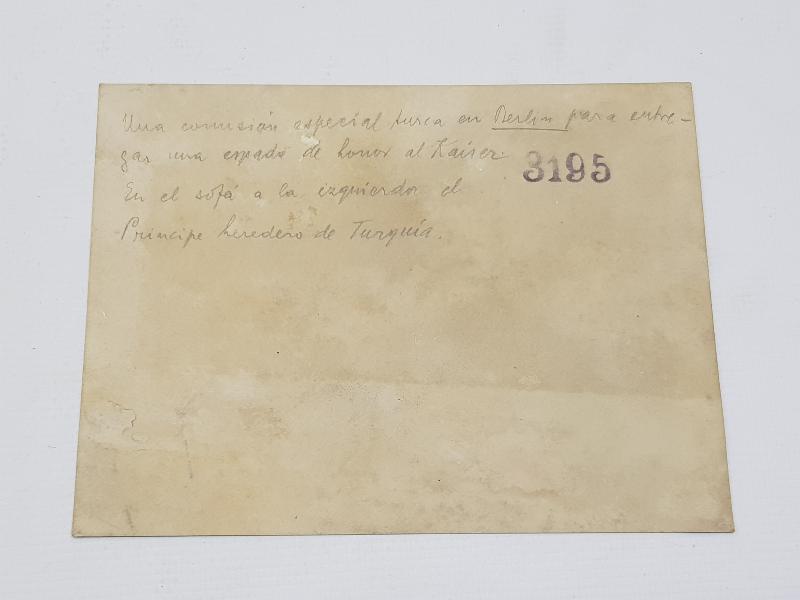 Una comisión especial turca en Berlin para entre-
gar una espada de honor al Kaiser
3195
En el sofá a la izquierda el
Principe heredero de Turquía.